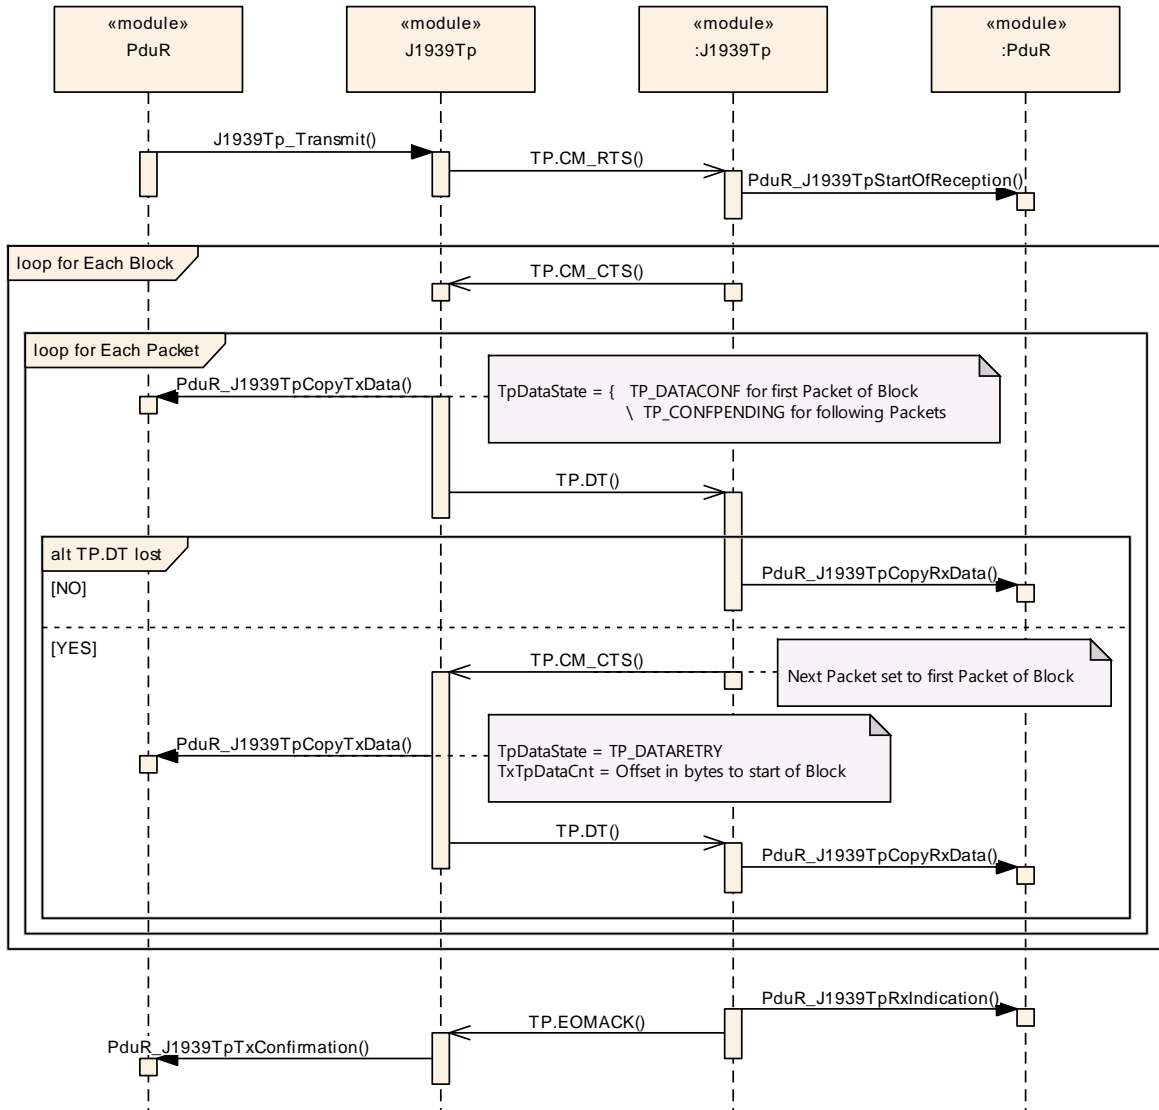 «module»
PduR
«module»
J1939Tp
«module»
:J1939Tp
«module»
:PduR
J1939Tp_Transmit()
TP.CM_RTS()
PduR_J1939TpStartOfReception()
loop for Each Block
TP.CM_CTS()
loop for Each Packet
PduR_J1939TpCopyTxData()
TpDataState = { TP_DATACONF for first Packet of Block
\ TP_CONFPENDING for following Packets
TP.DT()
alt TP.DT lost
PduR_J1939TpCopyRxData()
[NO]
[YES]
TP.CM_CTS()
Next Packet set to first Packet of Block
PduR_J1939TpCopyTxData()
TpDataState = TP_DATARETRY
TxTpDataCnt = Offset in bytes to start of Block
TP.DT()
PduR_J1939TpCopyRxData()
PduR_J1939TpRxIndication()
TP.EOMACK()
PduR_J1939TpTxConfirmation()